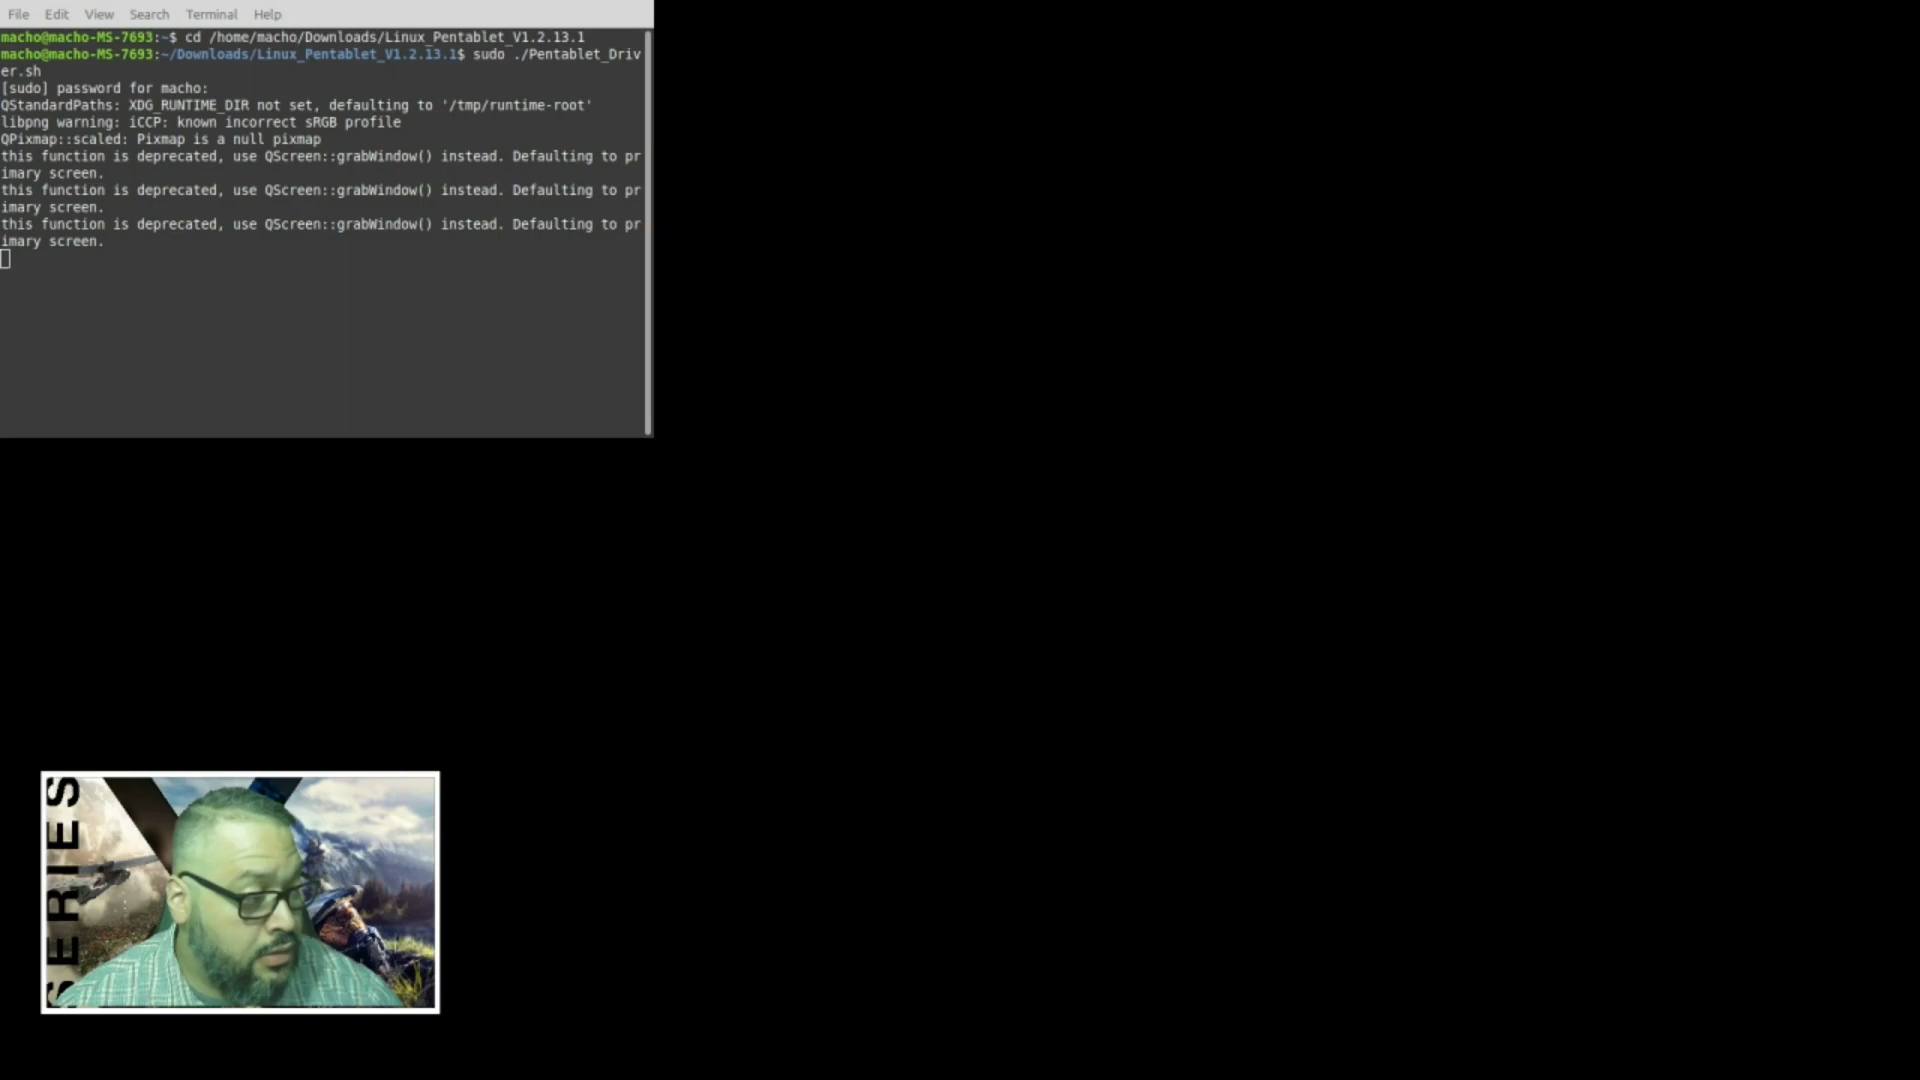 File Edit View Search Terminal Help
macho@macho-MS-7693:~$ cd /home/macho/Downloads/Linux_Pentablet_V1.2.13.1
macho@macho-MS-7693:~/Downloads/Linux_Pentablet_V1.2.13.1$ sudo ./Pentablet_Driv
er.sh
[sudo] password for macho:
QStandardPaths: XDG_RUNTIME_DIR not set, defaulting to '/tmp/runtime-root'
libpng warning: iCCP: known incorrect sRGB profile
QPixmap::scaled: Pixmap is a null pixmap
this function is deprecated, use QScreen::grabWindow() instead. Defaulting to pr
imary screen.
this function is deprecated, use QScreen::grabWindow() instead. Defaulting to pr
imary screen.
this function is deprecated, use QScreen::grabWindow() instead. Defaulting to pr
imary screen.
SERIES